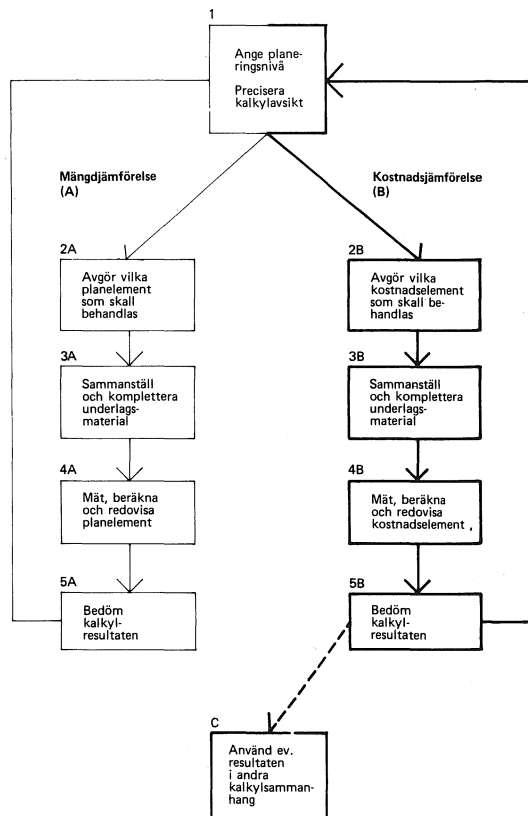 1
Ange plane-
ringsnivå
Precisera
kalkylavsikt
Mängdjämförelse
(A)
Kostnadsjämförelse
(B)
2A
Avgör vilka
planelement
som skall
behandlas
2B
Avgör vilka
kostnadselement
som skall be-
handlas
3A
Sammanställ
och komplettera
underlags-
material
3B
Sammanställ
och komplettera
underlags-
material
4A
Mät, beräkna
och redovisa
planelement
4B
Mät, beräkna
och redovisa
kostnadselement
5A
Bedöm
kalkyl-
resultaten
5B
Bedöm
kalkyl-
resultaten
C
Använd ev.
resultaten
i andra
kalkylsamman-
hang